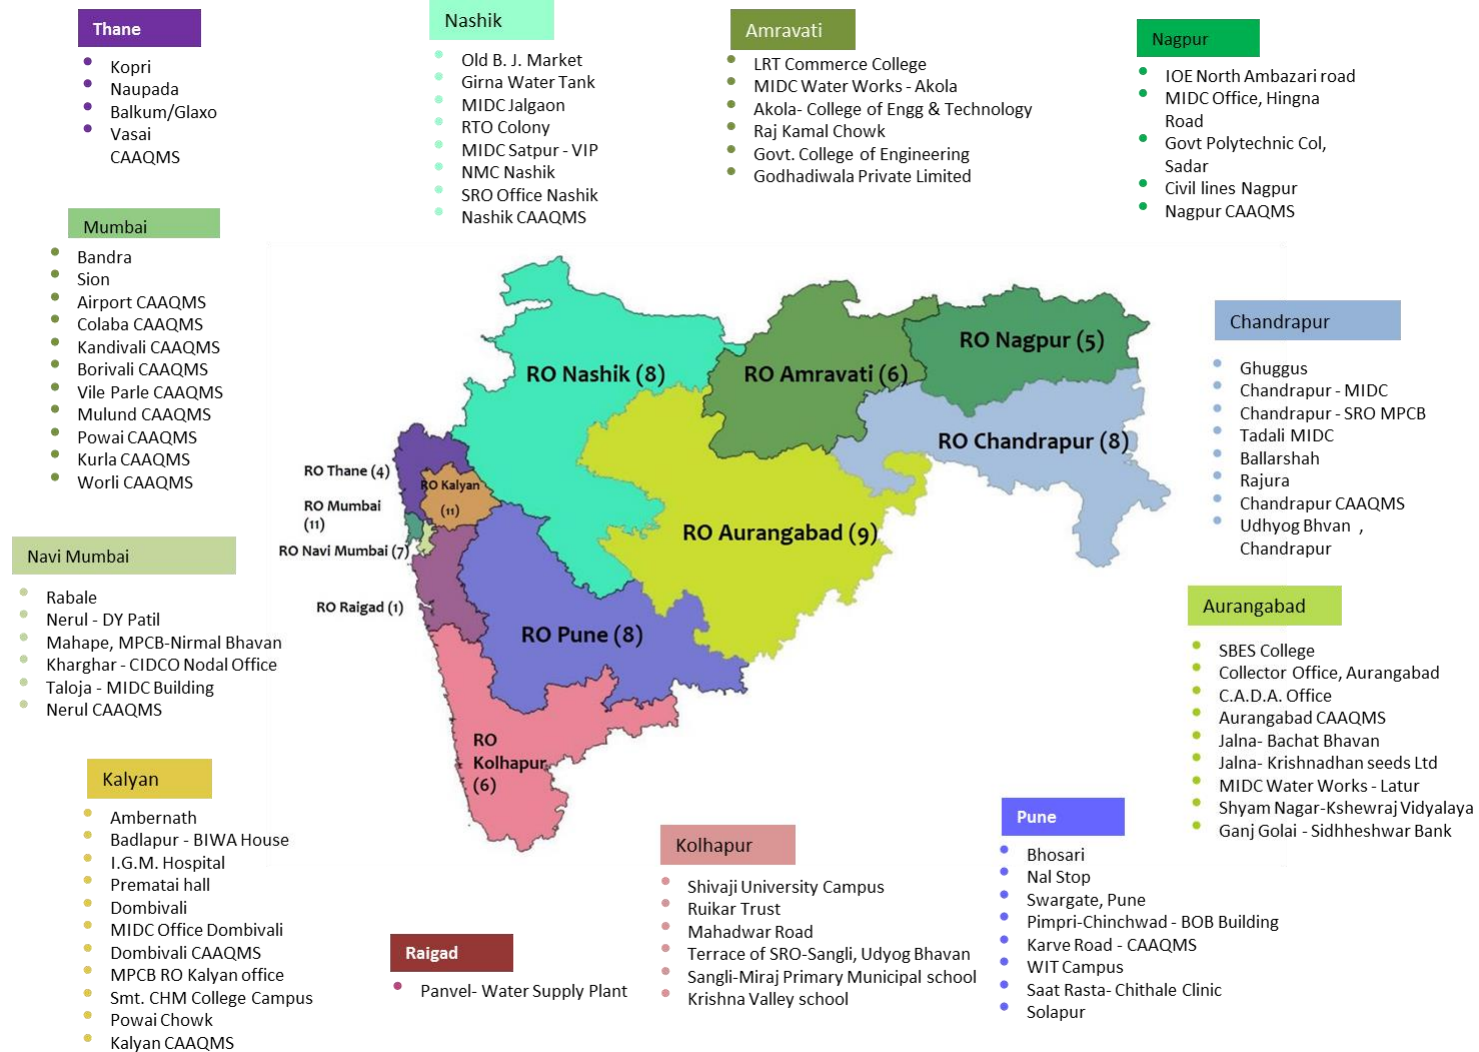 Thane
Kopri
Naupada
Balkum/Glaxo
Vasai
CAAQMS
Nashik
Old B. J. Market
Girna Water Tank
MIDC Jalgaon
RTO Colony
MIDC Satpur - VIP
NMC Nashik
SRO Office Nashik
Nashik CAAQMS
Amravati
LRT Commerce College
MIDC Water Works - Akola
Akola- College of Engg & Technology
Raj Kamal Chowk
Govt. College of Engineering
Godhadiwala Private Limited
Nagpur
IOE North Ambazari road
MIDC Office, Hingna
Road
Govt Polytechnic Col,
Sadar
Civil lines Nagpur
Nagpur CAAQMS
Mumbai
Bandra
Sion
Airport CAAQMS
Colaba CAAQMS
Kandivali CAAQMS
Borivali CAAQMS
Vile Parle CAAQMS
Mulund CAAQMS
Powai CAAQMS
Kurla CAAQMS
Worli CAAQMS
RO Nashik (8)
RO Amravati (6)
RO Nagpur (5)
RO Chandrapur (8)
RO Thane (4)
RO Kalyan
(11)
RO Mumbai
(11)
RO Navi Mumbai (7)
RO Aurangabad (9)
RO Raigad (1)
RO Pune (8)
RO
Kolhapur
(6)
Chandrapur
Ghuggus
Chandrapur - MIDC
Chandrapur - SRO MPCB
Tadali MIDC
Ballarshah
Rajura
Chandrapur CAAQMS
Udhyog Bhvan ,
Chandrapur
Navi Mumbai
Rabale
Nerul - DY Patil
Mahape, MPCB-Nirmal Bhavan
Kharghar - CIDCO Nodal Office
Taloja - MIDC Building
Nerul CAAQMS
Aurangabad
SBES College
Collector Office, Aurangabad
C.A.D.A. Office
Aurangabad CAAQMS
Jalna- Bachat Bhavan
Jalna- Krishnadhan seeds Ltd
MIDC Water Works - Latur
Shyam Nagar-Kshewraj Vidyalaya
Ganj Golai - Sidhheshwar Bank
Kalyan
Ambernath
Badlapur - BIWA House
I.G.M. Hospital
Prematai hall
Dombivali
MIDC Office Dombivali
Dombivali CAAQMS
MPCB RO Kalyan office
Smt. CHM College Campus
Powai Chowk
Kalyan CAAQMS
Raigad
Panvel- Water Supply Plant
Kolhapur
Shivaji University Campus
Ruikar Trust
Mahadwar Road
Terrace of SRO-Sangli, Udyog Bhavan
Sangli-Miraj Primary Municipal school
Krishna Valley school
Pune
Bhosari
Nal Stop
Swargate, Pune
Pimpri-Chinchwad - BOB Building
Karve Road - CAAQMS
WIT Campus
Saat Rasta- Chithale Clinic
Solapur